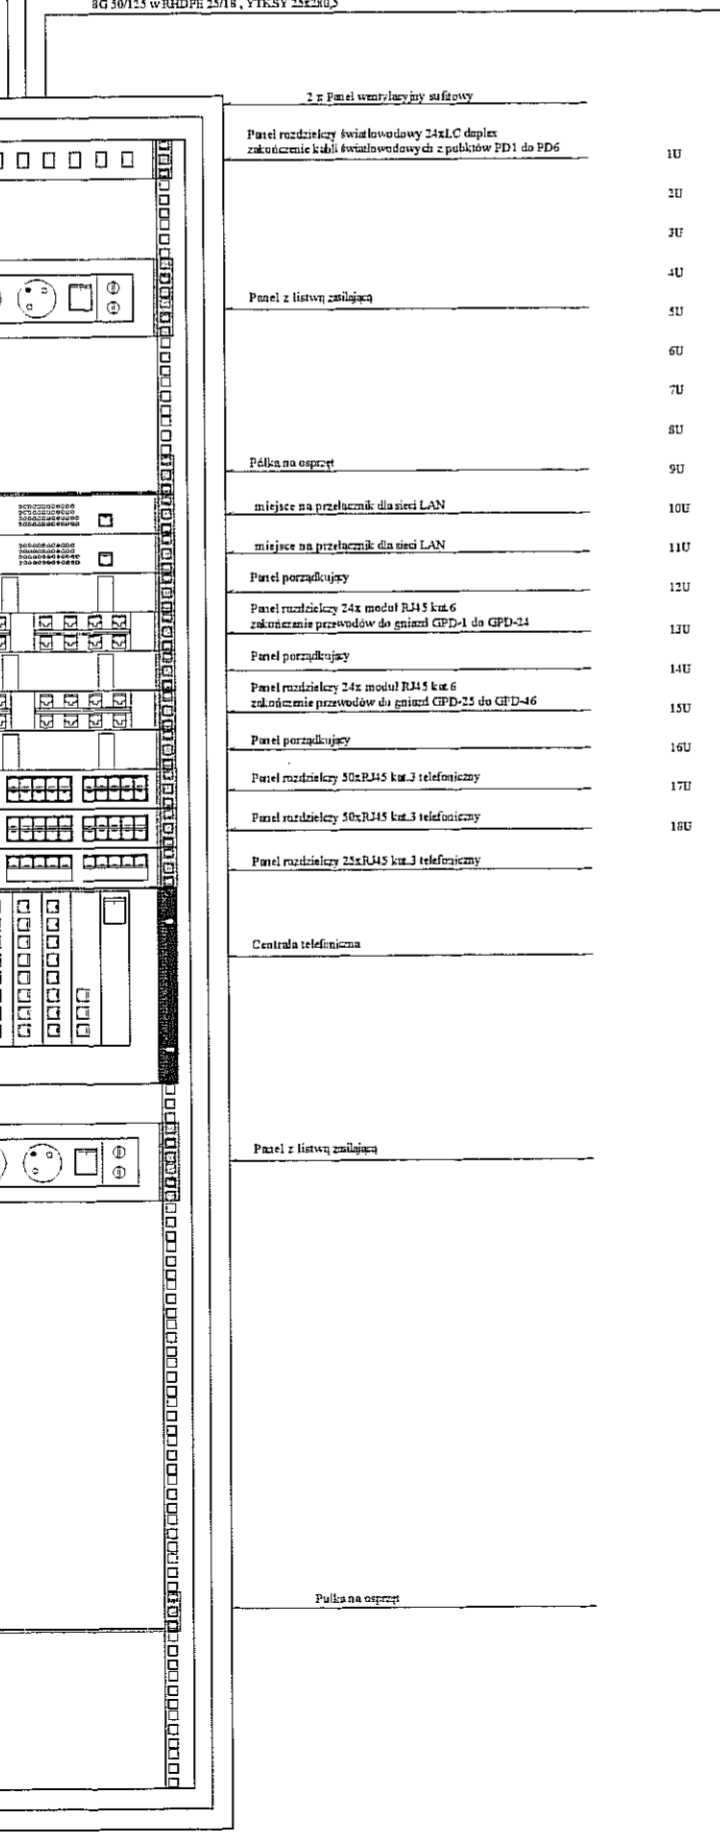 8G 50/125 w RHDPE 25/18 , YTKSY 25x2x0,5
2 x Panel wentylacyjny sufitowy
Panel rozdzielczy światłowodowy 24xLC duplex
zakończenie kabli światłowodowych z pubktów PD1 do PD6
1U
2U
3U
4U
Panel z listwą zasilającą
5U
6U
7U
8U
Półka na osprzęt
9U
miejsce na przełacznik dla sieci LAN
10U
miejsce na przełacznik dla sieci LAN
11U
Panel porządkujący
12U
Panel rozdzielczy 24x moduł RJ45 kat.6
zakończenie przewodów do gniazd GPD-1 do GPD-24
13U
Panel porządkujący
14U
Panel rozdzielczy 24x moduł RJ45 kat.6
zakończenie przewodów do gniazd GPD-25 do GPD-46
15U
Panel porządkujący
16U
Panel rozdzielczy 50xRJ45 kat.3 telefoniczny
17U
Panel rozdzielczy 50xRJ45 kat.3 telefoniczny
18U
Panel rozdzielczy 25xRJ45 kat.3 telefoniczny
Centrala telefoniczna
Panel z listwą zasilającą
Półka na osprzęt